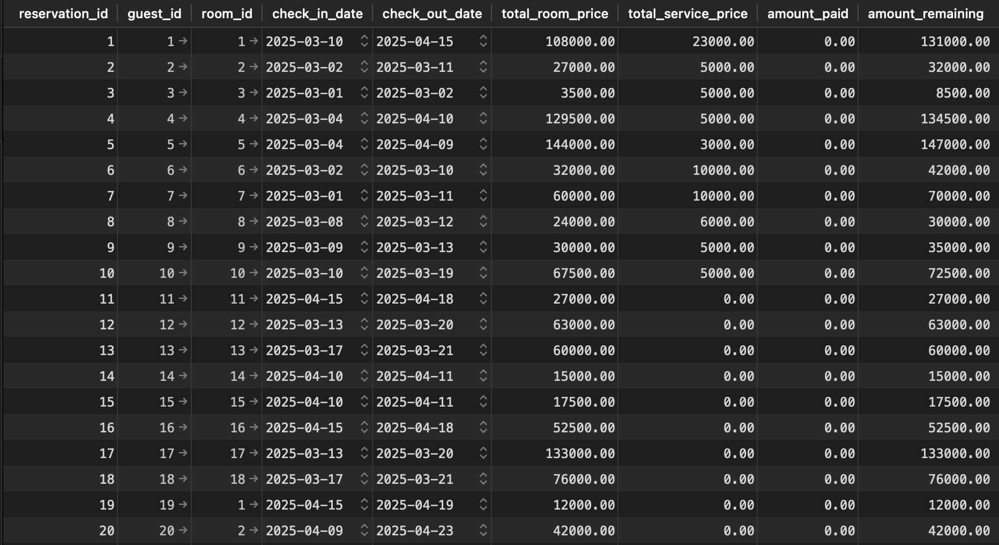 reservation_id guest_id room_id check_in_date check_out_date total_room_price total_service_price amount_paid amount_remaining
1 1 → 1 → 2025-03-10 2025-04-15 108000.00 23000.00 0.00 131000.00
2 2 → 2 → 2025-03-02 2025-03-11 27000.00 5000.00 0.00 32000.00
3 3 → 3 → 2025-03-01 2025-03-02 3500.00 5000.00 0.00 8500.00
4 4 → 4 → 2025-03-04 2025-04-10 129500.00 5000.00 0.00 134500.00
5 5 → 5 → 2025-03-04 2025-04-09 144000.00 3000.00 0.00 147000.00
6 6 → 6 → 2025-03-02 2025-03-10 32000.00 10000.00 0.00 42000.00
7 7 → 7 → 2025-03-01 2025-03-11 60000.00 10000.00 0.00 70000.00
8 8 → 8 → 2025-03-08 2025-03-12 24000.00 6000.00 0.00 30000.00
9 9 → 9 → 2025-03-09 2025-03-13 30000.00 5000.00 0.00 35000.00
10 10 → 10 → 2025-03-10 2025-03-19 67500.00 5000.00 0.00 72500.00
11 11 → 11 → 2025-04-15 2025-04-18 27000.00 0.00 0.00 27000.00
12 12 → 12 → 2025-03-13 2025-03-20 63000.00 0.00 0.00 63000.00
13 13 → 13 → 2025-03-17 2025-03-21 60000.00 0.00 0.00 60000.00
14 14 → 14 → 2025-04-10 2025-04-11 15000.00 0.00 0.00 15000.00
15 15 → 15 → 2025-04-10 2025-04-11 17500.00 0.00 0.00 17500.00
16 16 → 16 → 2025-04-15 2025-04-18 52500.00 0.00 0.00 52500.00
17 17 → 17 → 2025-03-13 2025-03-20 133000.00 0.00 0.00 133000.00
18 18 → 18 → 2025-03-17 2025-03-21 76000.00 0.00 0.00 76000.00
19 19 → 1 → 2025-04-15 2025-04-19 12000.00 0.00 0.00 12000.00
20 20 → 2 → 2025-04-09 2025-04-23 42000.00 0.00 0.00 42000.00